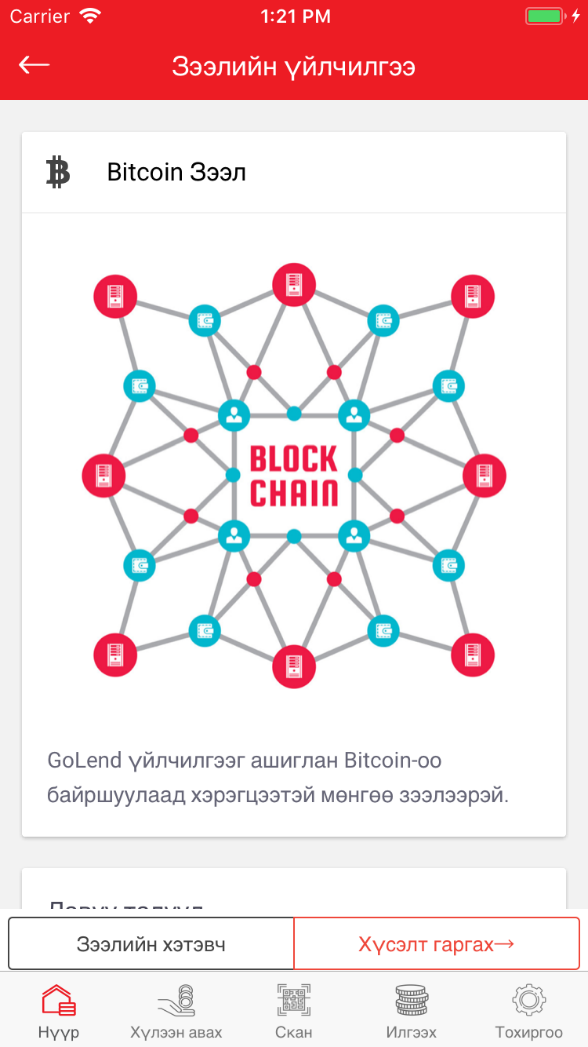 Carrier 1:21 PM
Зээлийн үйлчилгээ
Bitcoin Зээл
BLOCK
CHAIN
GoLend үйлчилгээг ашиглан Bitcoin-оо
байршуулаад хэрэгцээтэй мөнгөө зээлээрэй.
Зээлийн хэтэвч
Хүсэлт гаргах→
Нүүр
Хүлээн авах
Скан
Илгээх
Тохиргоо